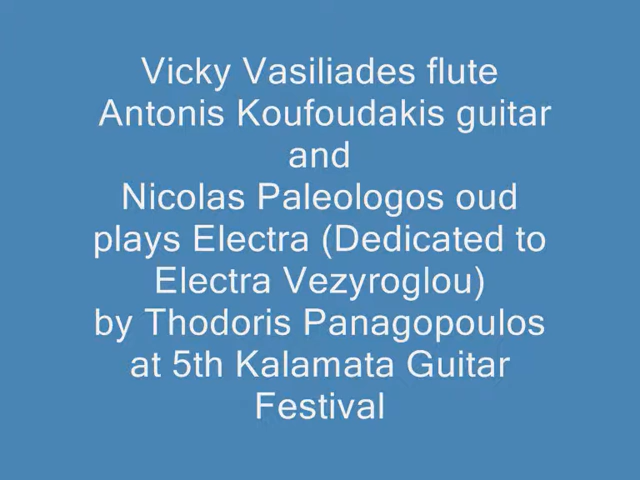 Vicky Vasiliades flute
Antonis Koufoudakis guitar
and
Nicolas Paleologos oud
plays Electra (Dedicated to
Electra Vezyroglou)
by Thodoris Panagopoulos
at 5th Kalamata Guitar
Festival